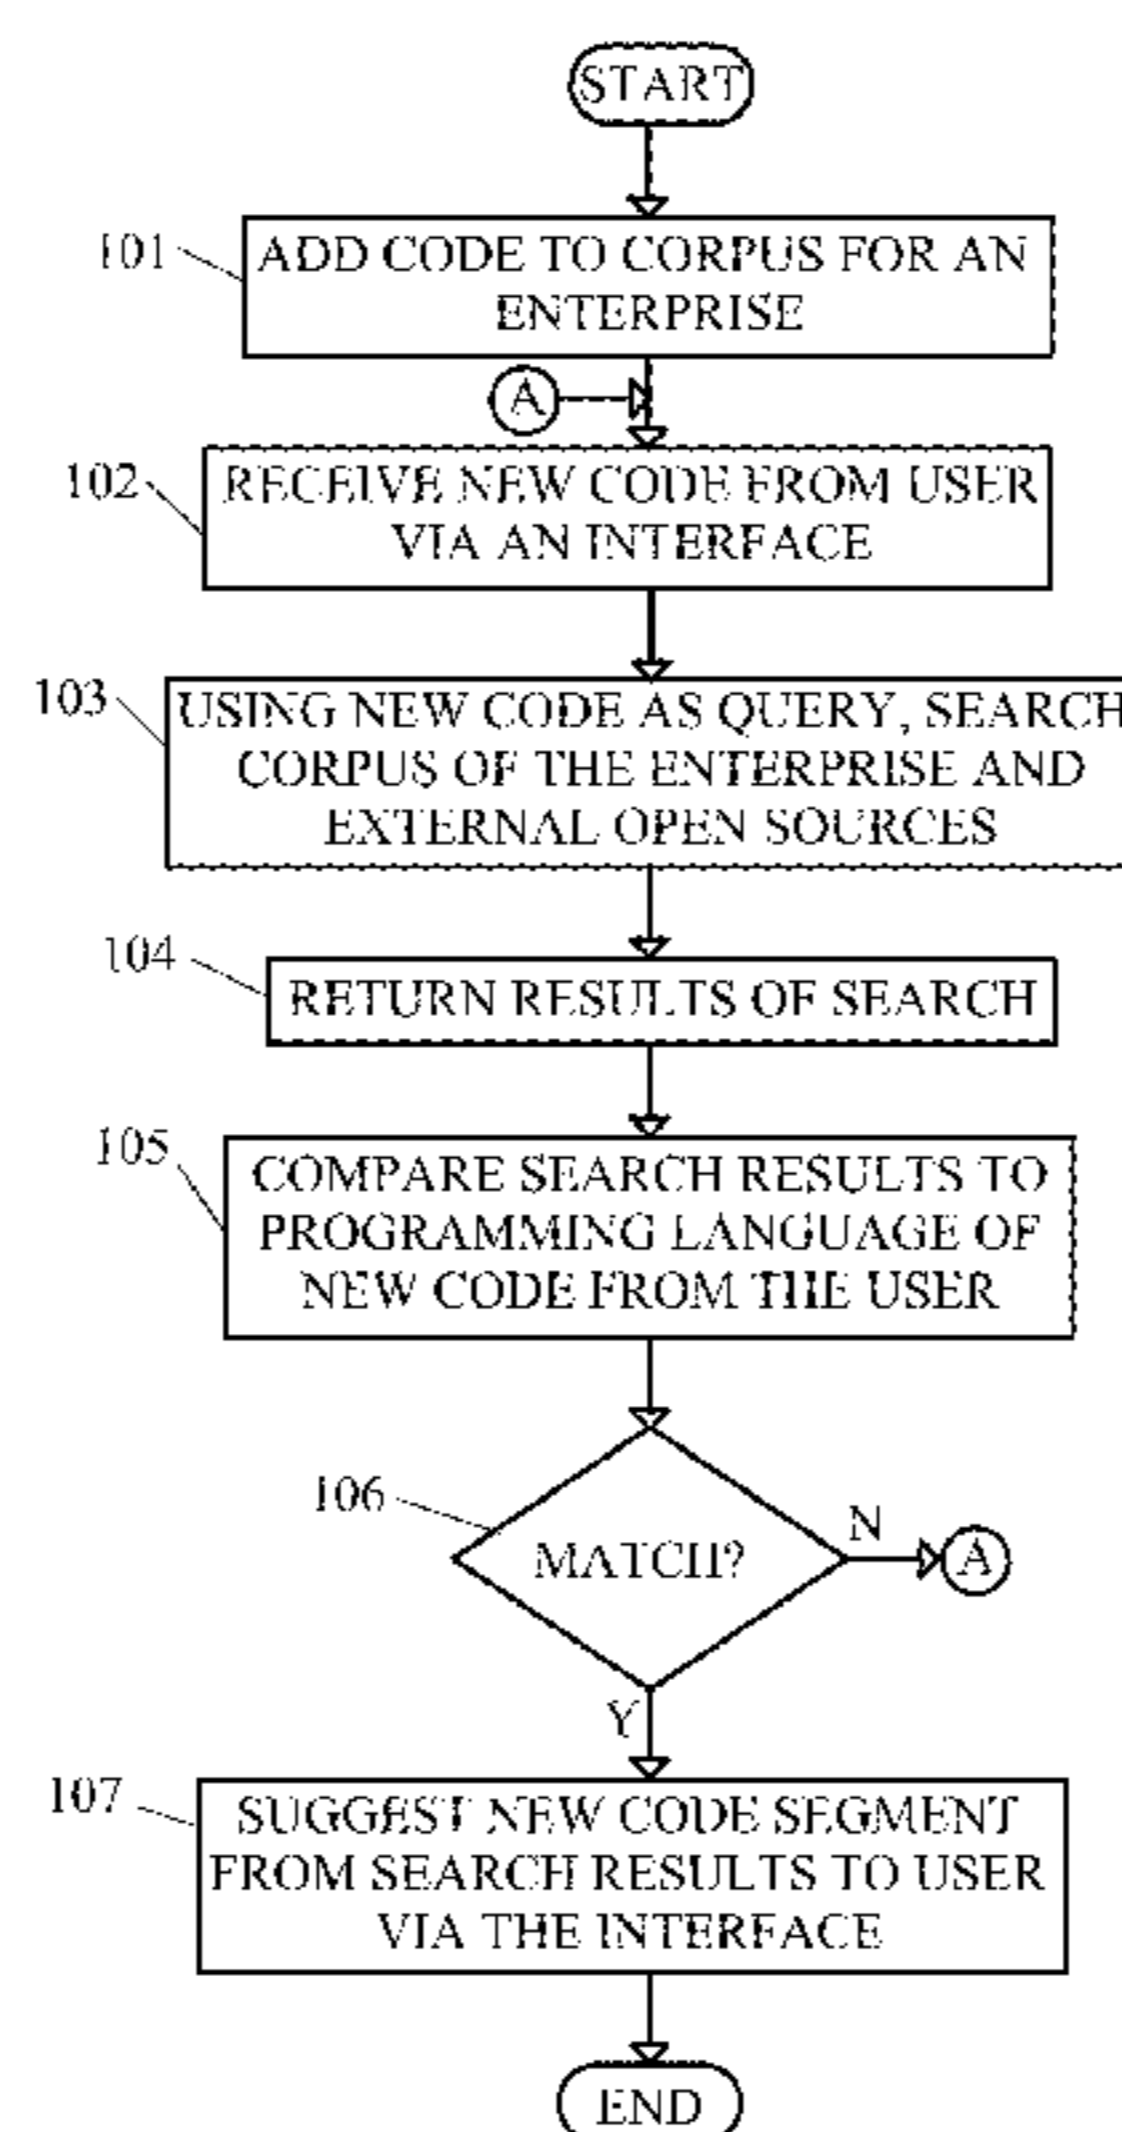 START
101
ADD CODE TO CORPUS FOR AN
ENTERPRISE
A
102
RECEIVE NEW CODE FROM USER
VIA AN INTERFACE
103
USING NEW CODE AS QUERY, SEARCH
CORPUS OF THE ENTERPRISE AND
EXTERNAL OPEN SOURCES
104
RETURN RESULTS OF SEARCH
105
COMPARE SEARCH RESULTS TO
PROGRAMMING LANGUAGE OF
NEW CODE FROM THE USER
106
MATCH?
N
A
Y
107
SUGGEST NEW CODE SEGMENT
FROM SEARCH RESULTS TO USER
VIA THE INTERFACE
END